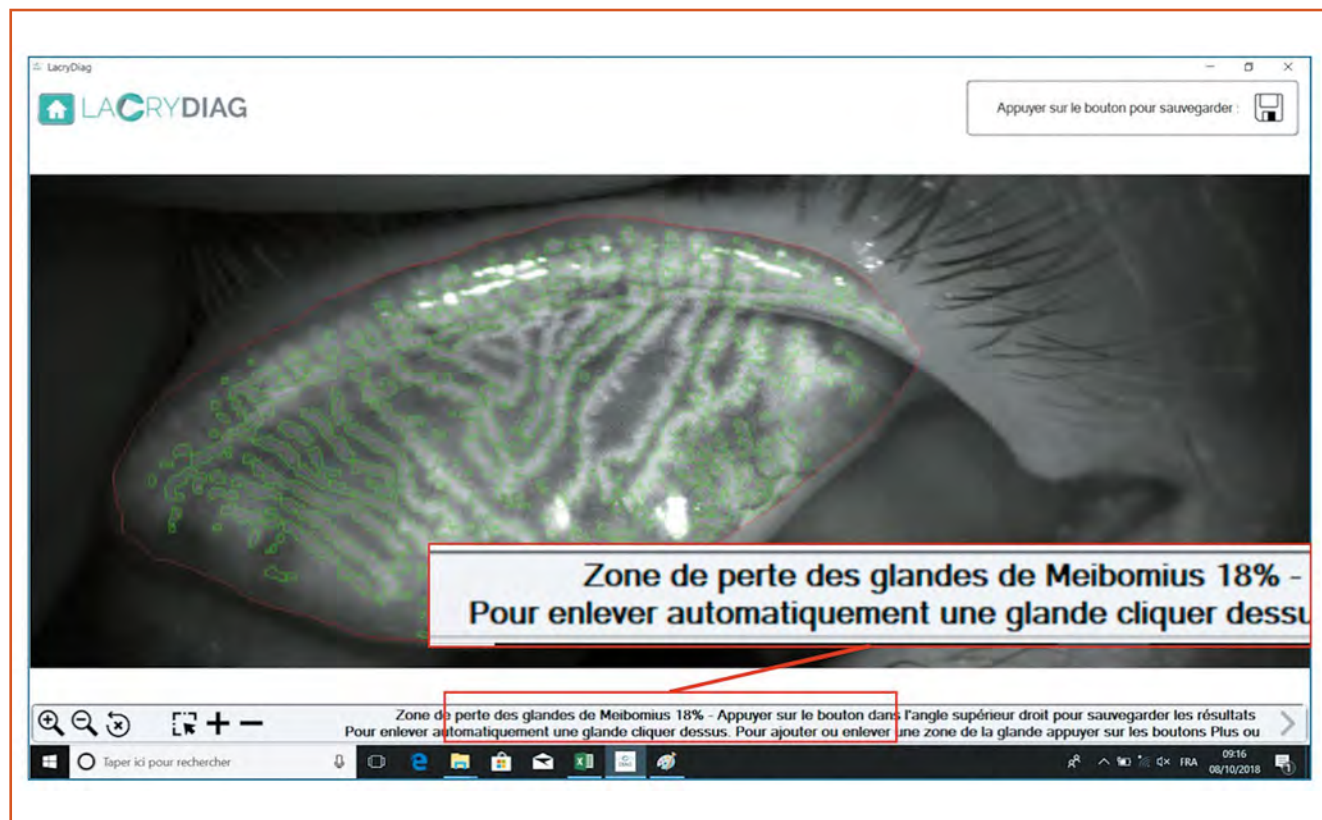 LacryDiag
LACRYDIAG
Appuyer sur le bouton pour sauvegarder :
Zone de perte des glandes de Meibomius 18% -
Pour enlever automatiquement une glande cliquer dessu
Zone de perte des glandes de Meibomius 18% - Appuyer sur le bouton dans l'angle supérieur droit pour sauvegarder les résultats
Pour enlever automatiquement une glande cliquer dessus. Pour ajouter ou enlever une zone de la glande appuyer sur les boutons Plus ou
Taper ici pour rechercher
FRA
09:16
08/10/2018